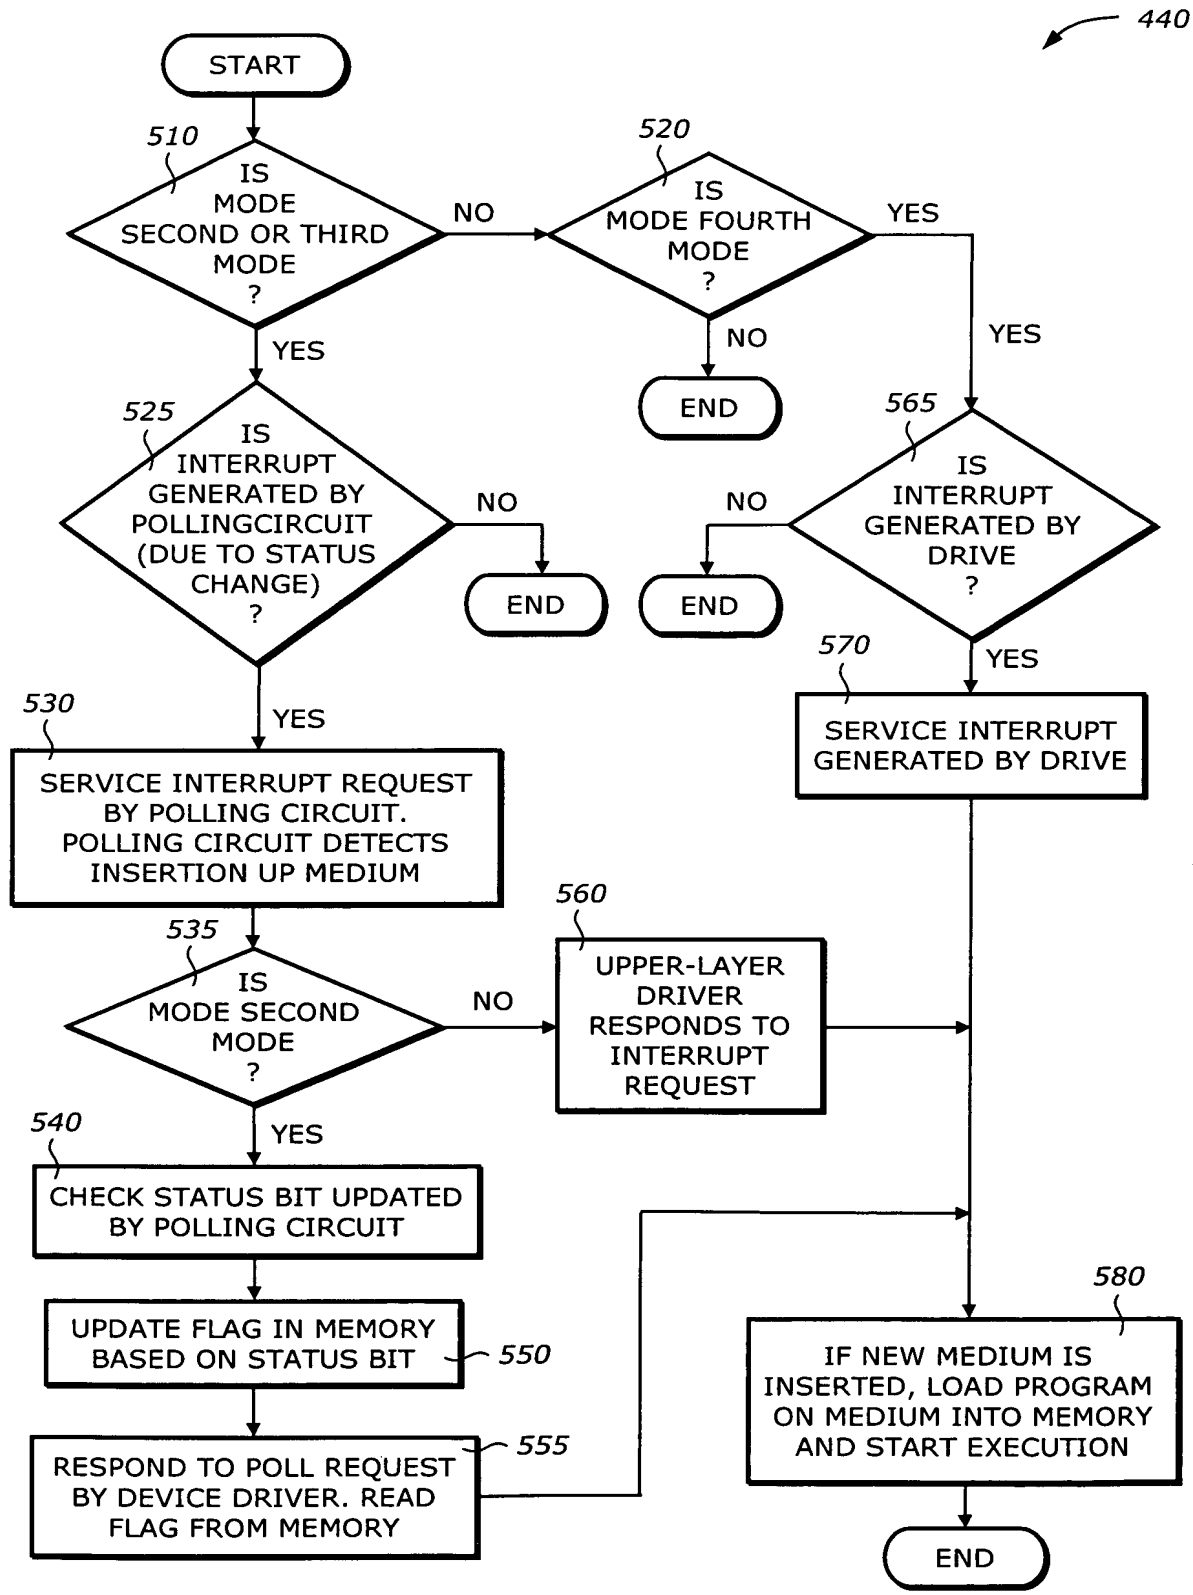 440
START
510
IS
MODE
SECOND OR THIRD
MODE
?
NO
520
IS
MODE FOURTH
MODE
?
YES
YES
NO
END
YES
525
IS
INTERRUPT
GENERATED BY
POLLINGCIRCUIT
(DUE TO STATUS
CHANGE)
?
NO
END
565
IS
INTERRUPT
GENERATED BY
DRIVE
?
NO
END
YES
570
SERVICE INTERRUPT
GENERATED BY DRIVE
YES
530
SERVICE INTERRUPT REQUEST
BY POLLING CIRCUIT.
POLLING CIRCUIT DETECTS
INSERTION UP MEDIUM
535
IS
MODE SECOND
MODE
?
NO
560
UPPER-LAYER
DRIVER
RESPONDS TO
INTERRUPT
REQUEST
YES
540
CHECK STATUS BIT UPDATED
BY POLLING CIRCUIT
UPDATE FLAG IN MEMORY
BASED ON STATUS BIT
550
555
RESPOND TO POLL REQUEST
BY DEVICE DRIVER. READ
FLAG FROM MEMORY
580
IF NEW MEDIUM IS
INSERTED, LOAD PROGRAM
ON MEDIUM INTO MEMORY
AND START EXECUTION
END